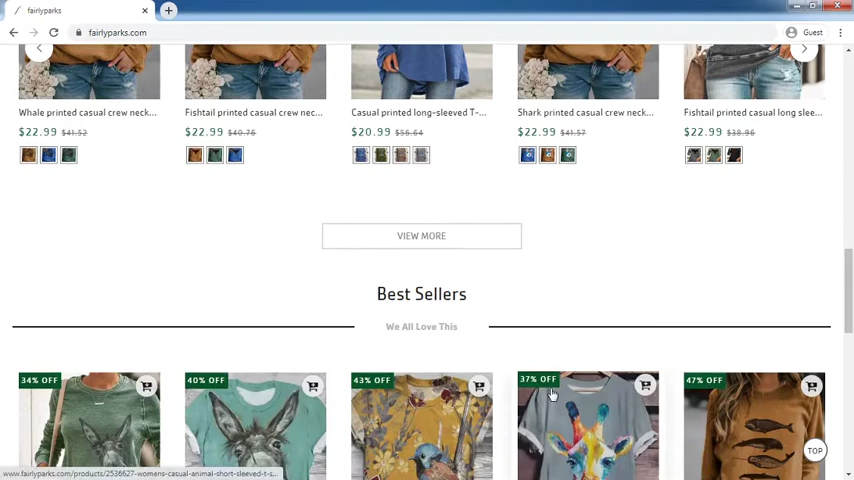 fairlyparks
fairlyparks.com
Guest
Whale printed casual crew neck...
Fishtail printed casual crew nec...
Casual printed long-sleeved T-...
Shark printed casual crew neck...
Fishtail printed casual long slee...
$22.99 $41.52
$22.99 $40.76
$20.99 $56.64
$22.99 $41.57
$22.99 $38.96
VIEW MORE
Best Sellers
We All Love This
34% OFF
40% OFF
43% OFF
37% OFF
47% OFF
TOP
www.fairlyparks.com/products/2536627-womens-casual-animal-short-sleeved-t-s...